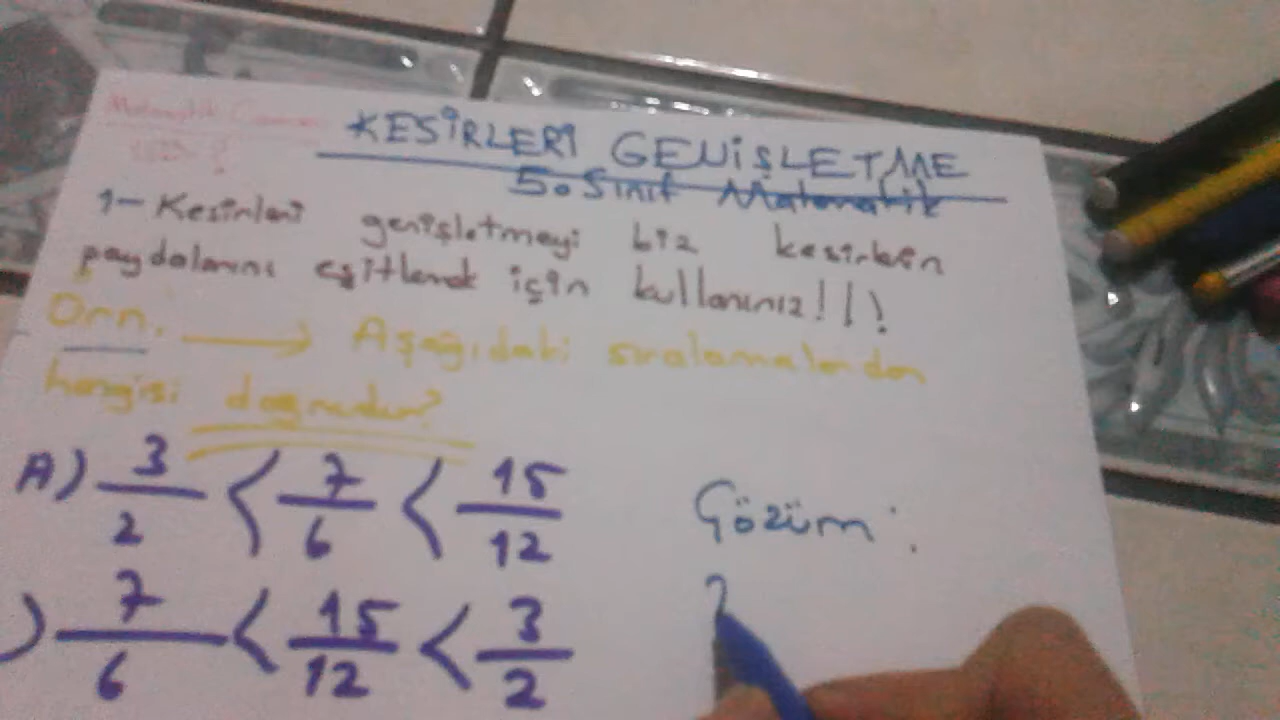 KESİRLERİ GENİŞLETME
5. Sınıf Matematik
1- Kesirleri genişletmeyi biz kesirlerin
paydalarını eşitlemek için kullanırız!!!
Örn. → Aşağıdaki sıralamalardan
hangisi doğrudur?
A) 3/2 < 7/6 < 15/12
) 7/6 < 15/12 < 3/2
Çözüm: